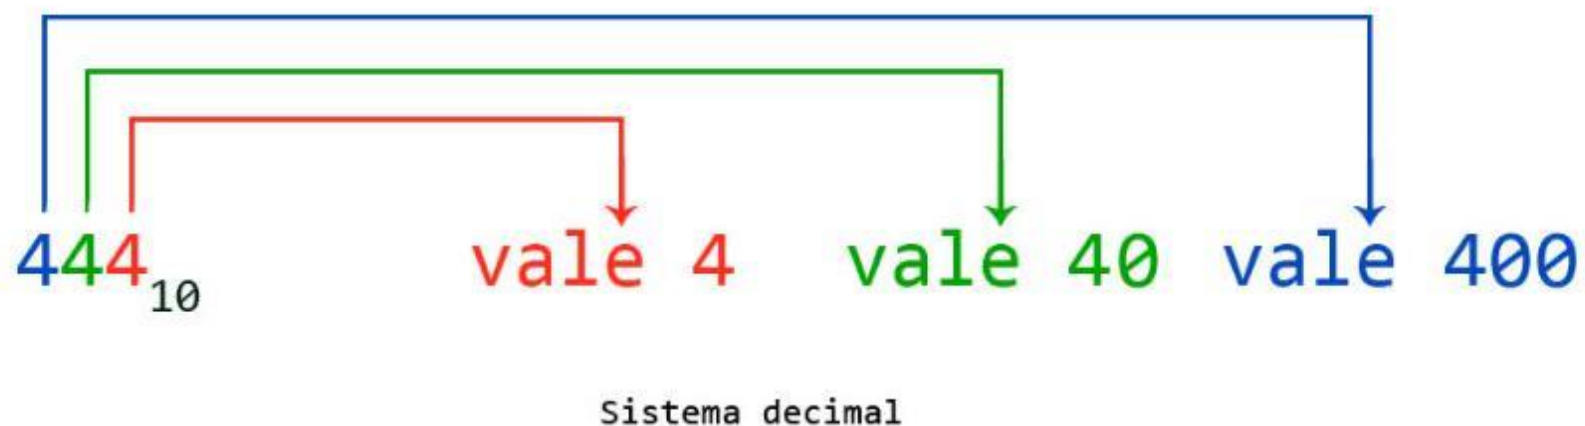 444₁₀ vale 4 vale 40 vale 400
Sistema decimal